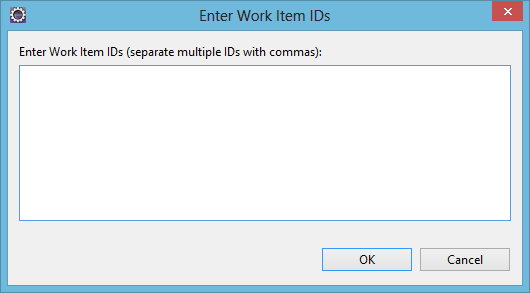 Enter Work Item IDs
Enter Work Item IDs (separate multiple IDs with commas):
OK
Cancel